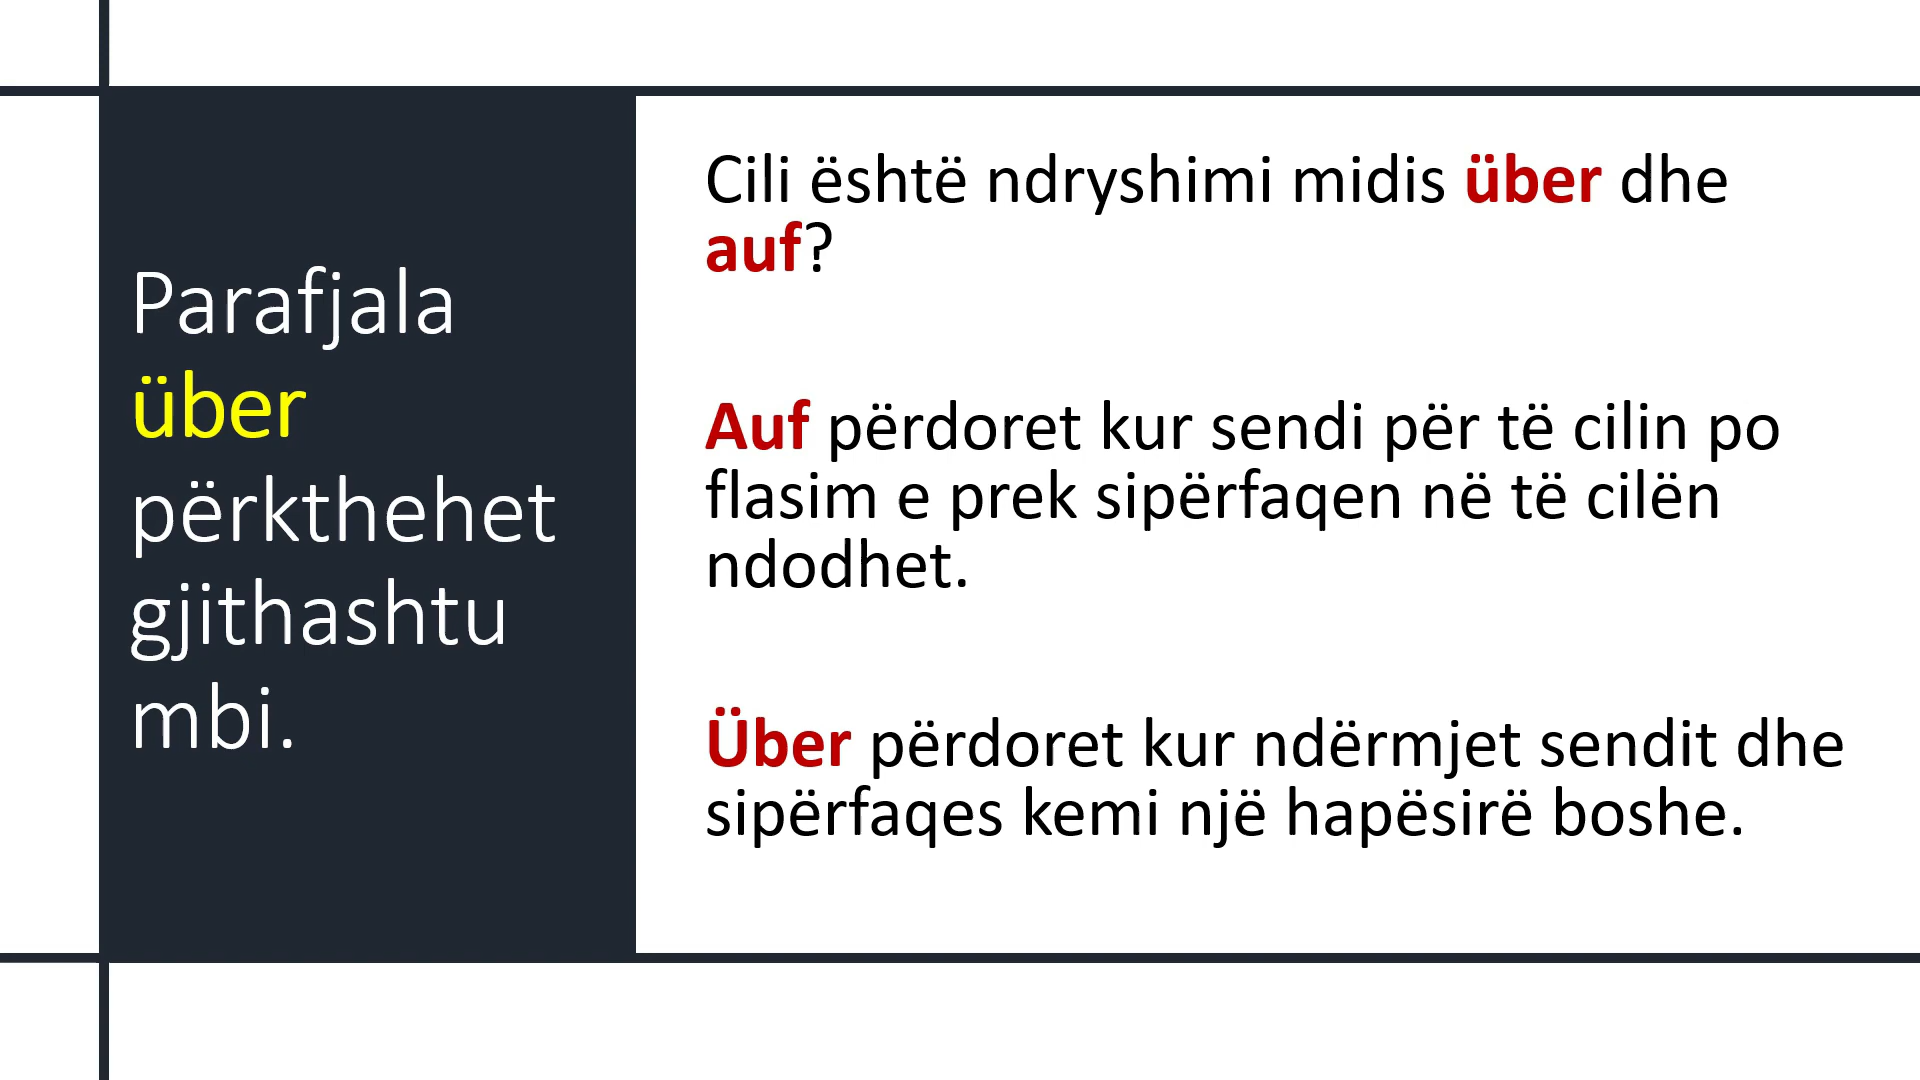 Parafjala
über
përkthehet
gjithashtu
mbi.
Cili është ndryshimi midis über dhe
auf?
Auf përdoret kur sendi për të cilin po
flasim e prek sipërfaqen në të cilën
ndodhet.
Über përdoret kur ndërmjet sendit dhe
sipërfaqes kemi një hapësirë boshe.